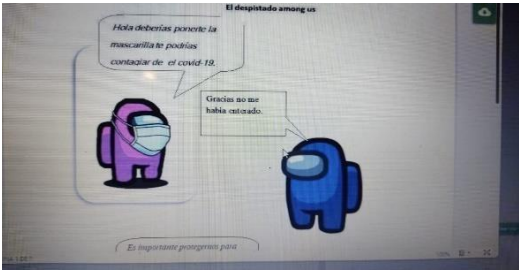 El despistado among us
Hola deberías ponerte la
mascarilla te podrías
contagiar de el covid-19.
Gracias no me
había enterado.
Es importante protegernos para
100%